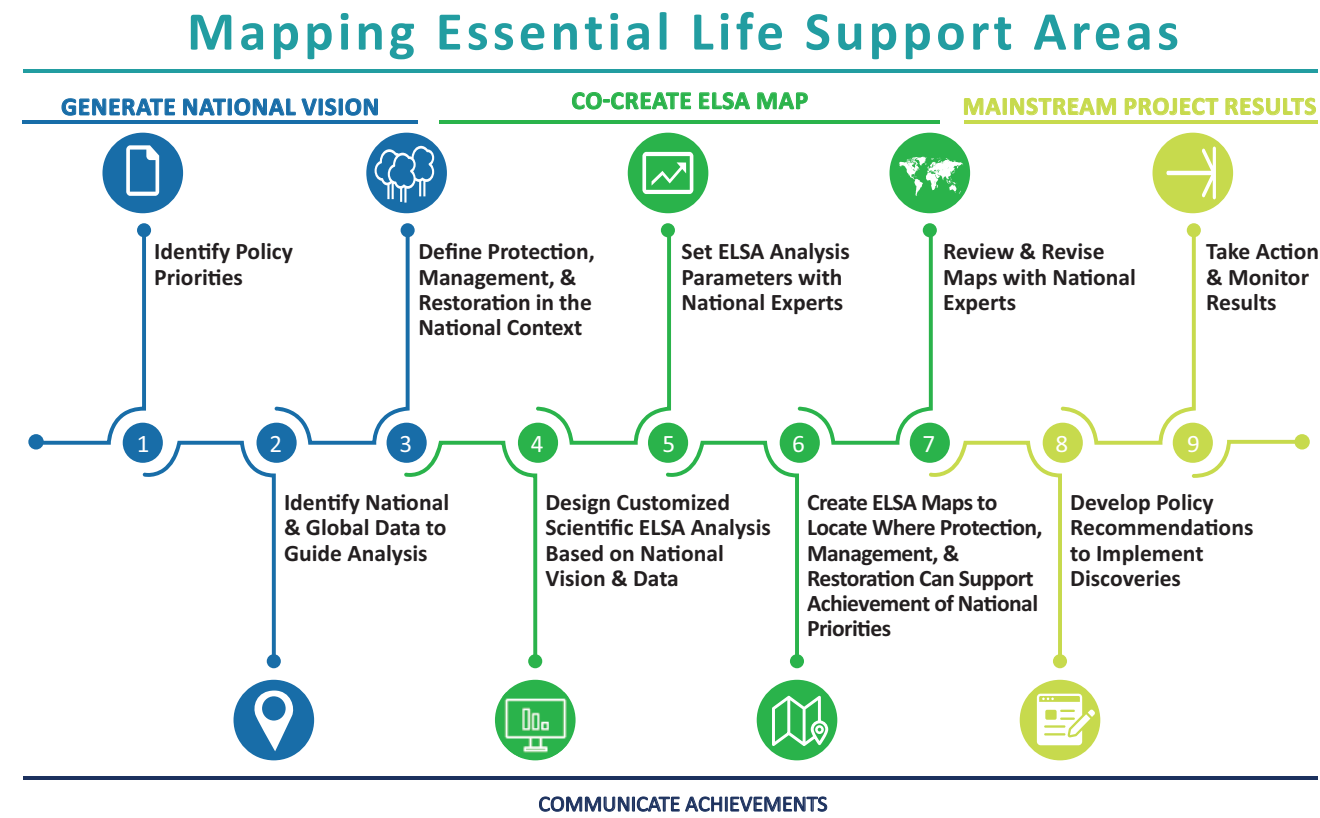 Mapping Essential Life Support Areas
GENERATE NATIONAL VISION
CO-CREATE ELSA MAP
MAINSTREAM PROJECT RESULTS
Identify Policy
Priorities
Define Protection,
Management, &
Restoration in the
National Context
Set ELSA Analysis
Parameters with
National Experts
Review & Revise
Maps with National
Experts
Take Action
& Monitor
Results
1
2
3
4
5
6
7
8
9
Identify National
& Global Data to
Guide Analysis
Design Customized
Scientific ELSA Analysis
Based on National
Vision & Data
Create ELSA Maps to
Locate Where Protection,
Management, &
Restoration Can Support
Achievement of National
Priorities
Develop Policy
Recommendations
to Implement
Discoveries
COMMUNICATE ACHIEVEMENTS